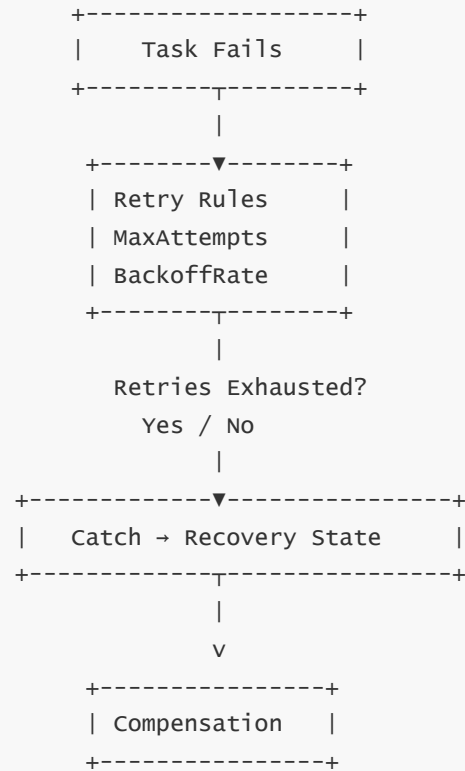 Task Fails
Retry Rules
MaxAttempts
BackoffRate
Retries Exhausted?
Yes / No
Catch → Recovery State
v
Compensation